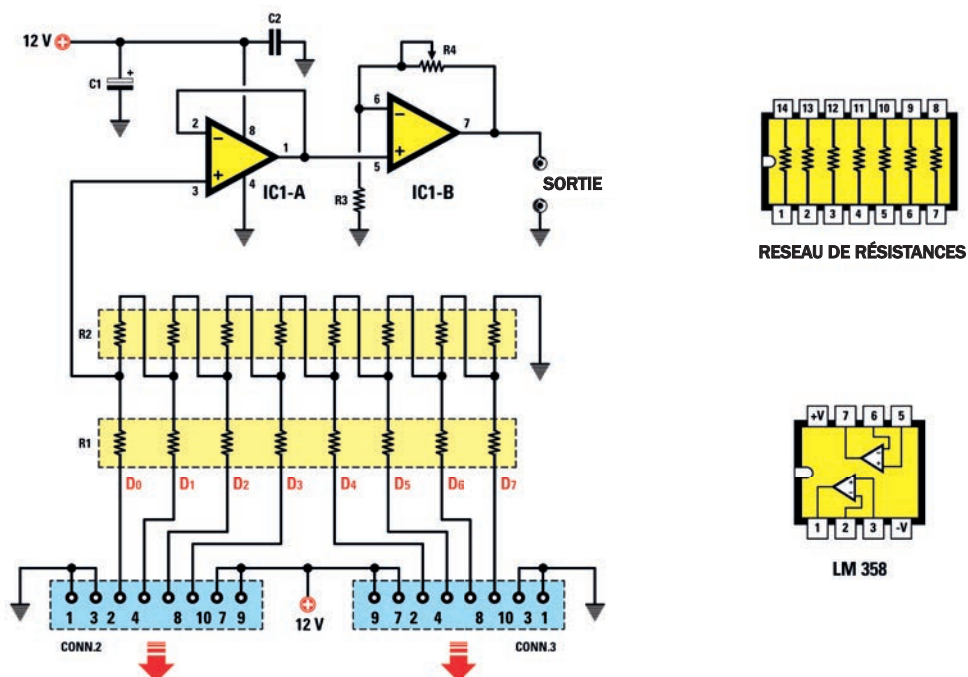 12 V
C2
C1
R4
2
8
1
3
4
IC1-A
6
7
5
IC1-B
R3
SORTIE
14 13 12 11 10 9 8
1 2 3 4 5 6 7
RESEAU DE RÉSISTANCES
R2
R1
D0 D1 D2 D3 D4 D5 D6 D7
+V 7 6 5
1 2 3 -V
LM 358
1 3 2 4 8 10 7 9
12 V
9 7 2 4 8 10 3 1
CONN.2
CONN.3